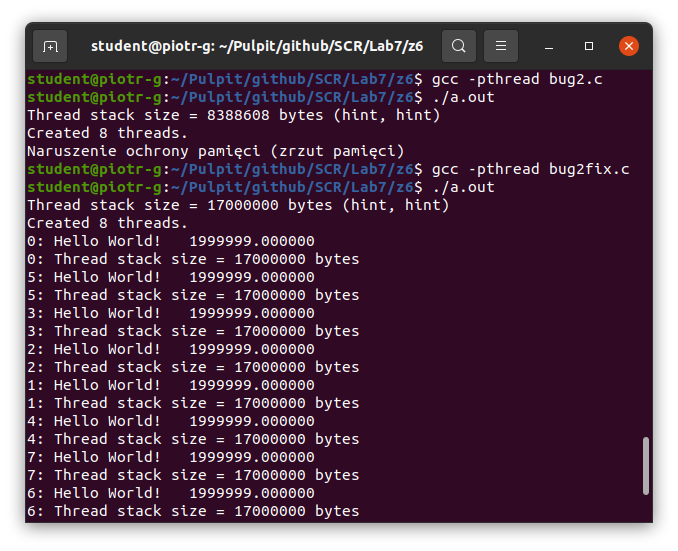 student@piotr-g: ~/Pulpit/github/SCR/Lab7/z6
student@piotr-g:~/Pulpit/github/SCR/Lab7/z6$ gcc -pthread bug2.c
student@piotr-g:~/Pulpit/github/SCR/Lab7/z6$ ./a.out
Thread stack size = 8388608 bytes (hint, hint)
Created 8 threads.
Naruszenie ochrony pamięci (zrzut pamięci)
student@piotr-g:~/Pulpit/github/SCR/Lab7/z6$ gcc -pthread bug2fix.c
student@piotr-g:~/Pulpit/github/SCR/Lab7/z6$ ./a.out
Thread stack size = 17000000 bytes (hint, hint)
Created 8 threads.
0: Hello World!   1999999.000000
0: Thread stack size = 17000000 bytes
5: Hello World!   1999999.000000
5: Thread stack size = 17000000 bytes
3: Hello World!   1999999.000000
3: Thread stack size = 17000000 bytes
2: Hello World!   1999999.000000
2: Thread stack size = 17000000 bytes
1: Hello World!   1999999.000000
1: Thread stack size = 17000000 bytes
4: Hello World!   1999999.000000
4: Thread stack size = 17000000 bytes
7: Hello World!   1999999.000000
7: Thread stack size = 17000000 bytes
6: Hello World!   1999999.000000
6: Thread stack size = 17000000 bytes